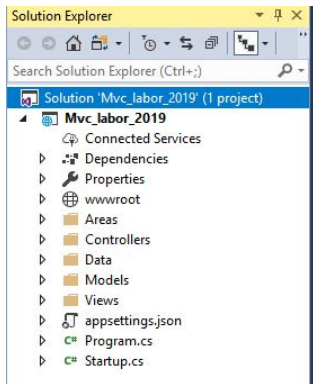 Solution Explorer
Search Solution Explorer (Ctrl+;)
Solution 'Mvc_labor_2019' (1 project)
Mvc_labor_2019
Connected Services
Dependencies
Properties
wwwroot
Areas
Controllers
Data
Models
Views
appsettings.json
C# Program.cs
C# Startup.cs